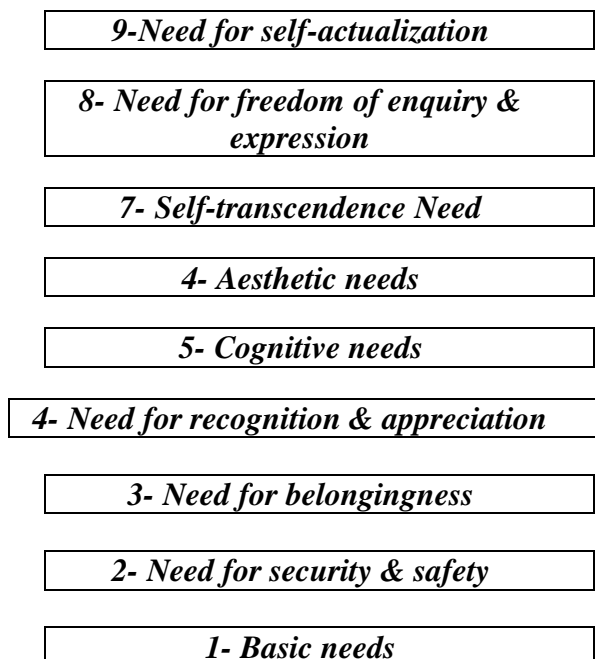 9-Need for self-actualization
8- Need for freedom of enquiry &
expression
7- Self-transcendence Need
4- Aesthetic needs
5- Cognitive needs
4- Need for recognition & appreciation
3- Need for belongingness
2- Need for security & safety
1- Basic needs